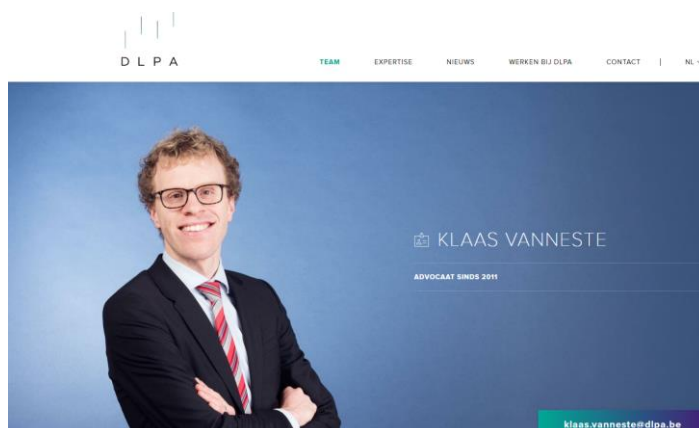 DLPA
TEAM EXPERTISE NIEUWS WERKEN BIJ DLPA CONTACT | NL
KLAAS VANNESTE
ADVOCAAT SINDS 2011
klaas.vanneste@dlpa.be